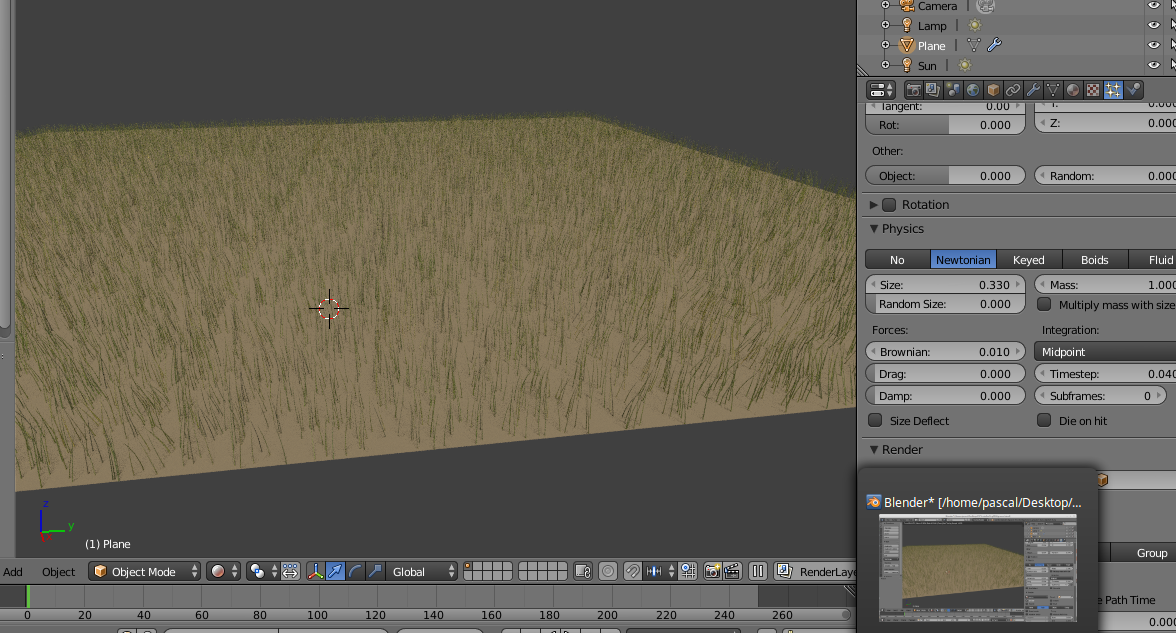 Camera
Lamp
Plane
Sun
Tangent: 0.00
Rot: 0.000
Z: 0.00
Other:
Object: 0.000
Random: 0.00
Rotation
Physics
No Newtonian Keyed Boids Fluid
Size: 0.330
Mass: 1.00
Random Size: 0.000
Multiply mass with size
Forces:
Integration:
Brownian: 0.010
Midpoint
Drag: 0.000
Timestep: 0.040
Damp: 0.000
Subframes: 0
Size Deflect
Die on hit
Render
Blender* [/home/pascal/Desktop/...
Group
Path Time
0.00
z
y
(1) Plane
Add Object Object Mode Global RenderLaye
0 20 40 60 80 100 120 140 160 180 200 220 240 260